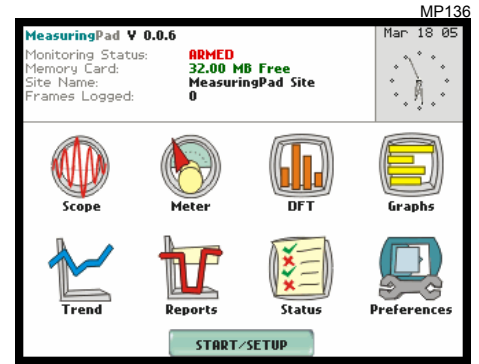 MP136
MeasuringPad V 0.0.6
Mar 18 05
Monitoring Status: ARMED
Memory Card: 32.00 MB Free
Site Name: MeasuringPad Site
Frames Logged: 0
Scope
Meter
DFT
Graphs
Trend
Reports
Status
Preferences
START/SETUP